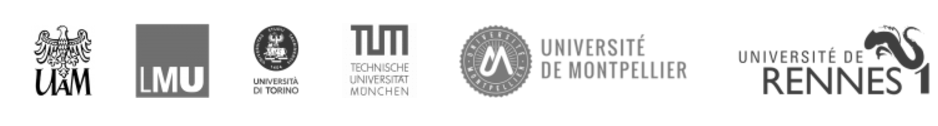 UAM
LMU
UNIVERSITÀ
DI TORINO
TUM
TECHNISCHE
UNIVERSITÄT
MÜNCHEN
UNIVERSITÉ
DE MONTPELLIER
UNIVERSITÉ DE
RENNES 1